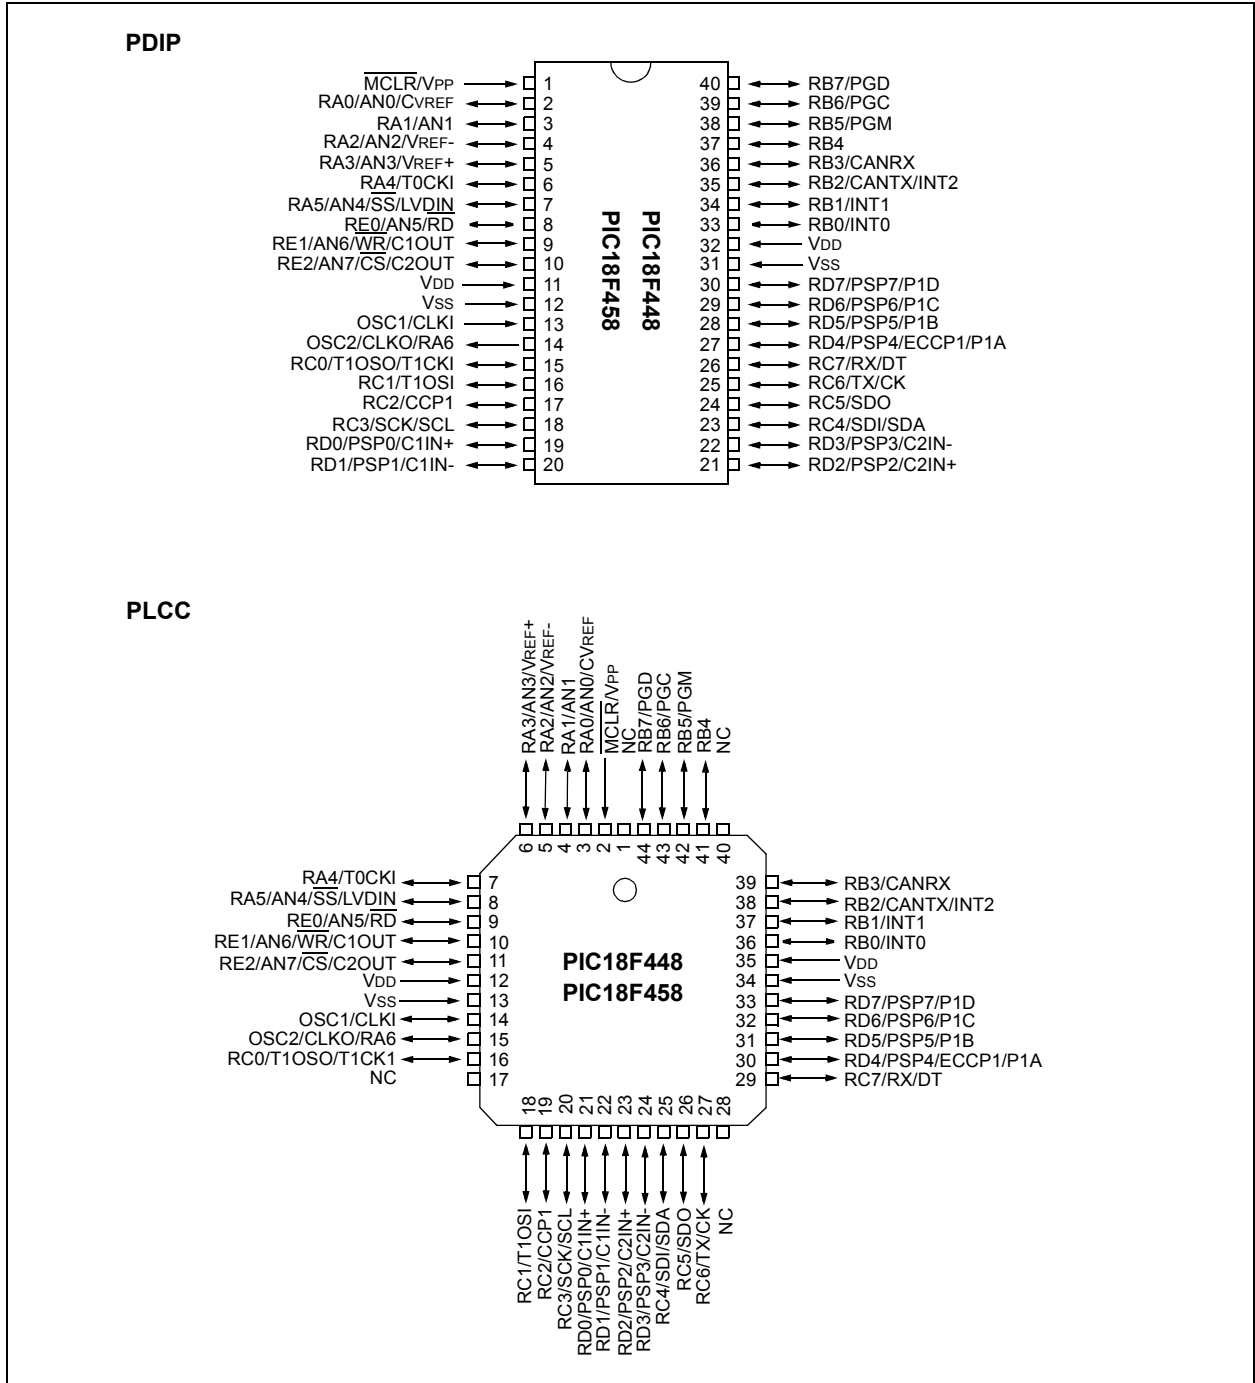 PDIP
MCLR/VPP 1
RA0/AN0/CVREF 2
RA1/AN1 3
RA2/AN2/VREF- 4
RA3/AN3/VREF+ 5
RA4/T0CKI 6
RA5/AN4/SS/LVDIN 7
RE0/AN5/RD 8
RE1/AN6/WR/C1OUT 9
RE2/AN7/CS/C2OUT 10
VDD 11
VSS 12
OSC1/CLKI 13
OSC2/CLKO/RA6 14
RC0/T1OSO/T1CKI 15
RC1/T1OSI 16
RC2/CCP1 17
RC3/SCK/SCL 18
RD0/PSP0/C1IN+ 19
RD1/PSP1/C1IN- 20
PIC18F448
PIC18F458
40 RB7/PGD
39 RB6/PGC
38 RB5/PGM
37 RB4
36 RB3/CANRX
35 RB2/CANTX/INT2
34 RB1/INT1
33 RB0/INT0
32 VDD
31 VSS
30 RD7/PSP7/P1D
29 RD6/PSP6/P1C
28 RD5/PSP5/P1B
27 RD4/PSP4/ECCP1/P1A
26 RC7/RX/DT
25 RC6/TX/CK
24 RC5/SDO
23 RC4/SDI/SDA
22 RD3/PSP3/C2IN-
21 RD2/PSP2/C2IN+
PLCC
RA3/AN3/VREF+ 6
RA2/AN2/VREF- 5
RA1/AN1 4
RA0/AN0/CVREF 3
MCLR/VPP 2
NC 1
RB7/PGD 44
RB6/PGC 43
RB5/PGM 42
RB4 41
NC 40
RA4/T0CKI 7
RA5/AN4/SS/LVDIN 8
RE0/AN5/RD 9
RE1/AN6/WR/C1OUT 10
RE2/AN7/CS/C2OUT 11
VDD 12
VSS 13
OSC1/CLKI 14
OSC2/CLKO/RA6 15
RC0/T1OSO/T1CK1 16
NC 17
PIC18F448
PIC18F458
39 RB3/CANRX
38 RB2/CANTX/INT2
37 RB1/INT1
36 RB0/INT0
35 VDD
34 VSS
33 RD7/PSP7/P1D
32 RD6/PSP6/P1C
31 RD5/PSP5/P1B
30 RD4/PSP4/ECCP1/P1A
29 RC7/RX/DT
18 RC1/T1OSI
19 RC2/CCP1
20 RC3/SCK/SCL
21 RD0/PSP0/C1IN+
22 RD1/PSP1/C1IN-
23 RD2/PSP2/C2IN+
24 RD3/PSP3/C2IN-
25 RC4/SDI/SDA
26 RC5/SDO
27 RC6/TX/CK
28 NC